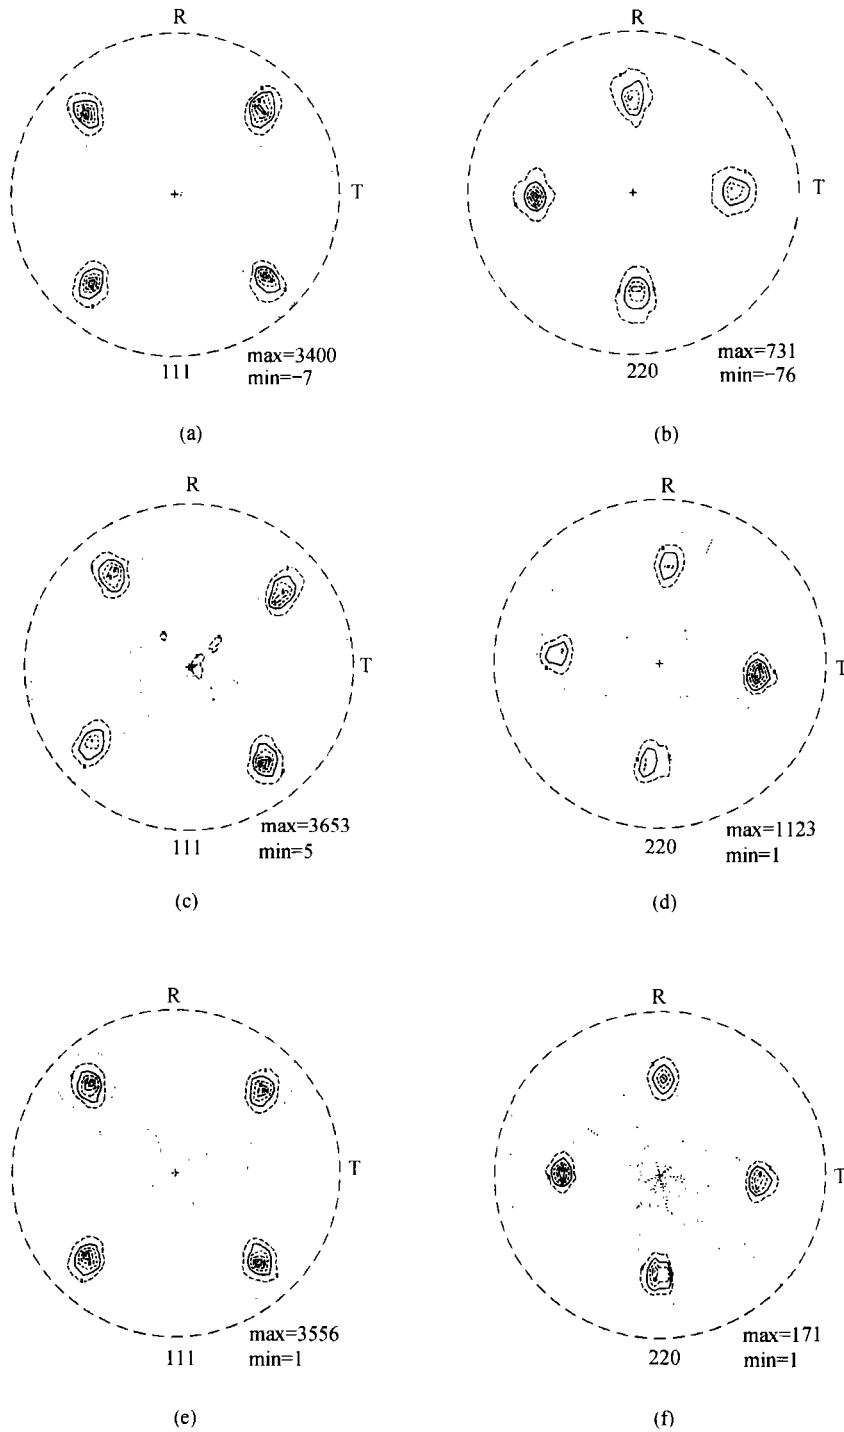 R
R
T
T
max=3400
min=-7
111
max=731
min=-76
220
(a)
(b)
R
R
T
T
max=3653
min=5
111
max=1123
min=1
220
(c)
(d)
R
R
T
T
max=3556
min=1
111
max=171
min=1
220
(e)
(f)